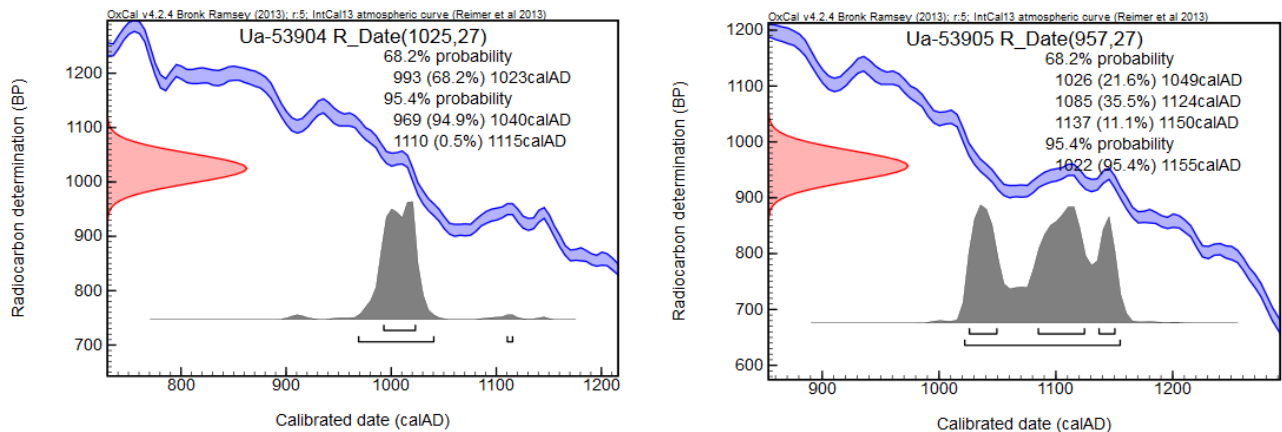 OxCal v4.2.4 Bronk Ramsey (2013); r:5; IntCal13 atmospheric curve (Reimer et al 2013)
Ua-53904 R_Date(1025,27)
68.2% probability
993 (68.2%) 1023calAD
95.4% probability
969 (94.9%) 1040calAD
1110 (0.5%) 1115calAD
Radiocarbon determination (BP)
1200
1100
1000
900
800
700
800
900
1000
1100
1200
Calibrated date (calAD)
OxCal v4.2.4 Bronk Ramsey (2013); r:5; IntCal13 atmospheric curve (Reimer et al 2013)
Ua-53905 R_Date(957,27)
68.2% probability
1026 (21.6%) 1049calAD
1085 (35.5%) 1124calAD
1137 (11.1%) 1150calAD
95.4% probability
1022 (95.4%) 1155calAD
Radiocarbon determination (BP)
1200
1100
1000
900
800
700
600
900
1000
1100
1200
Calibrated date (calAD)